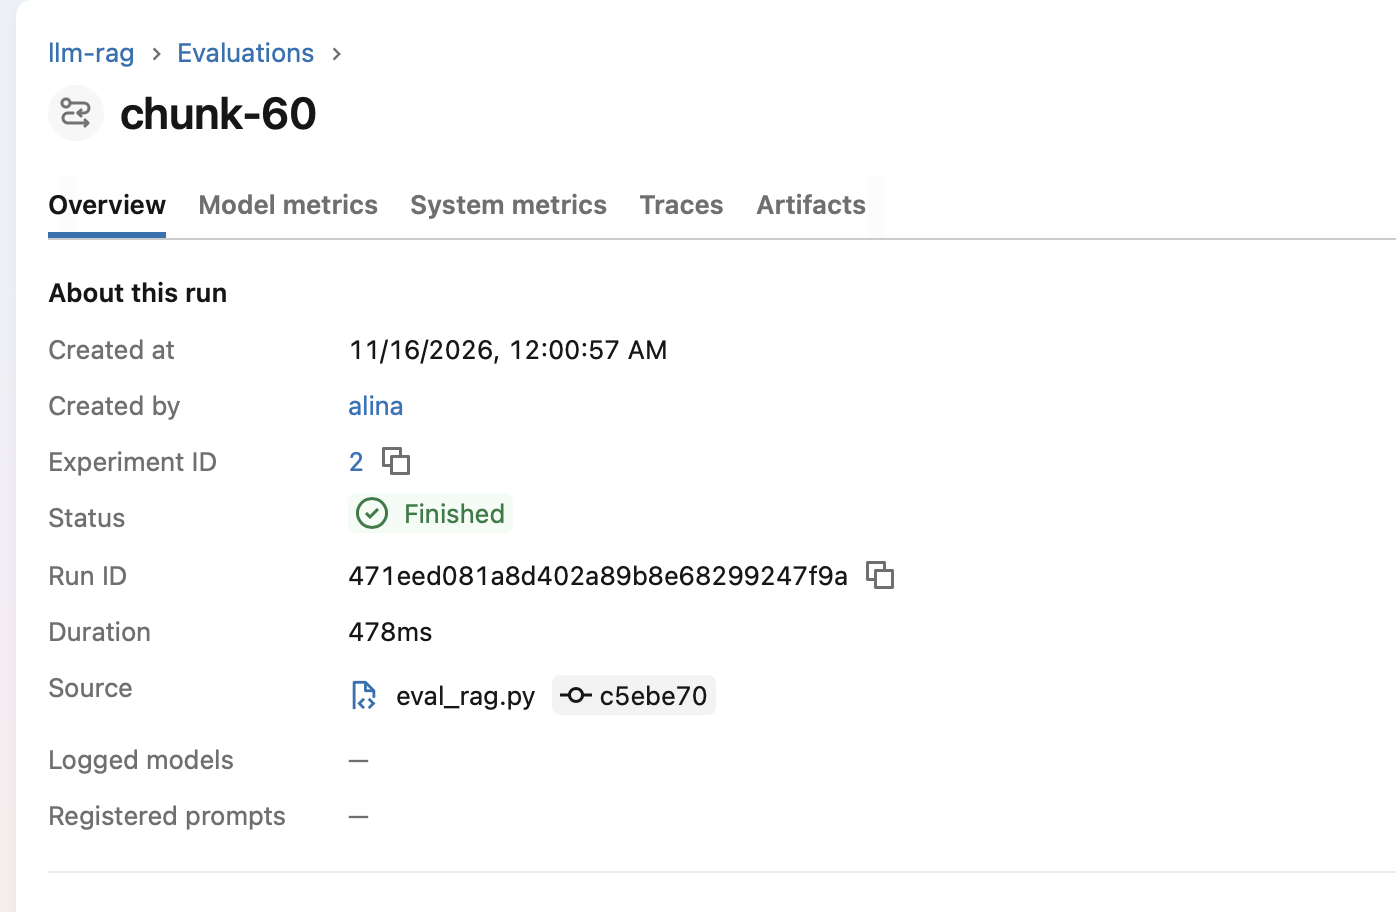 llm-rag > Evaluations >
chunk-60
Overview Model metrics System metrics Traces Artifacts
About this run
Created at 11/16/2026, 12:00:57 AM
Created by alina
Experiment ID 2
Status Finished
Run ID 471eed081a8d402a89b8e68299247f9a
Duration 478ms
Source eval_rag.py c5ebe70
Logged models —
Registered prompts —